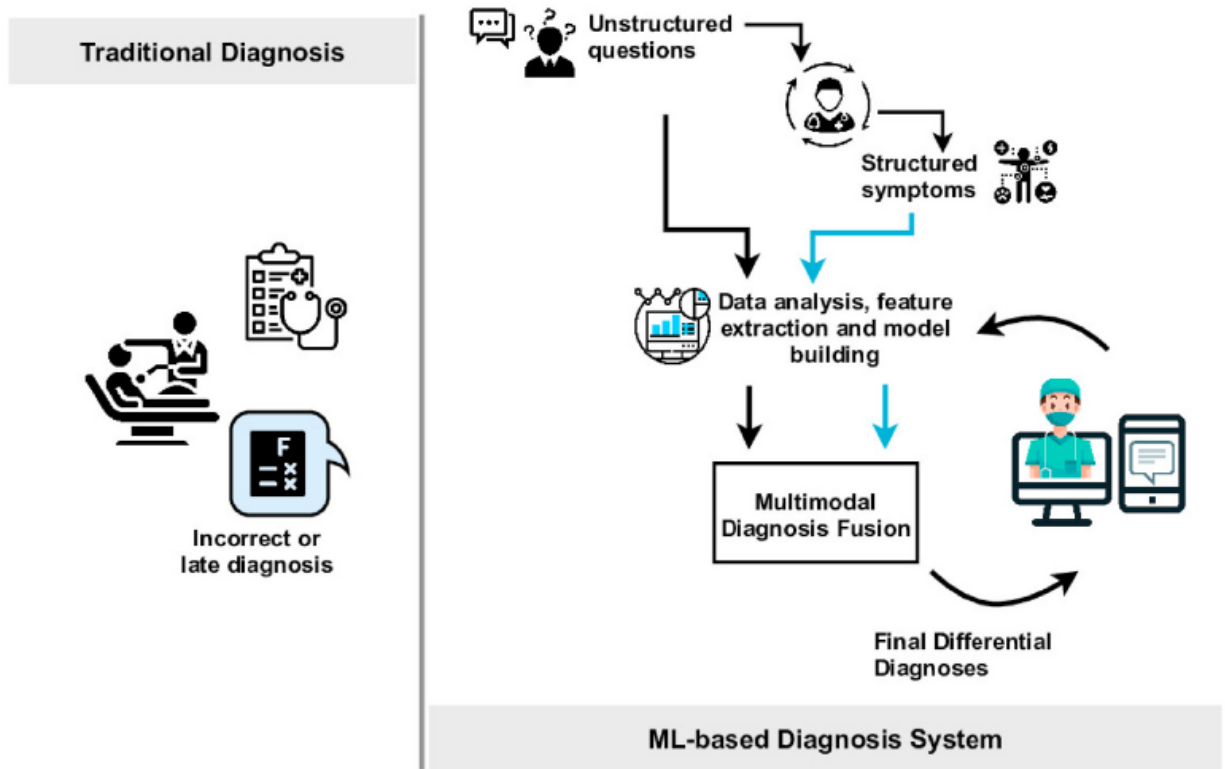 Traditional Diagnosis
F
Incorrect or
late diagnosis
Unstructured
questions
Structured
symptoms
Data analysis, feature
extraction and model
building
Multimodal
Diagnosis Fusion
Final Differential
Diagnoses
ML-based Diagnosis System